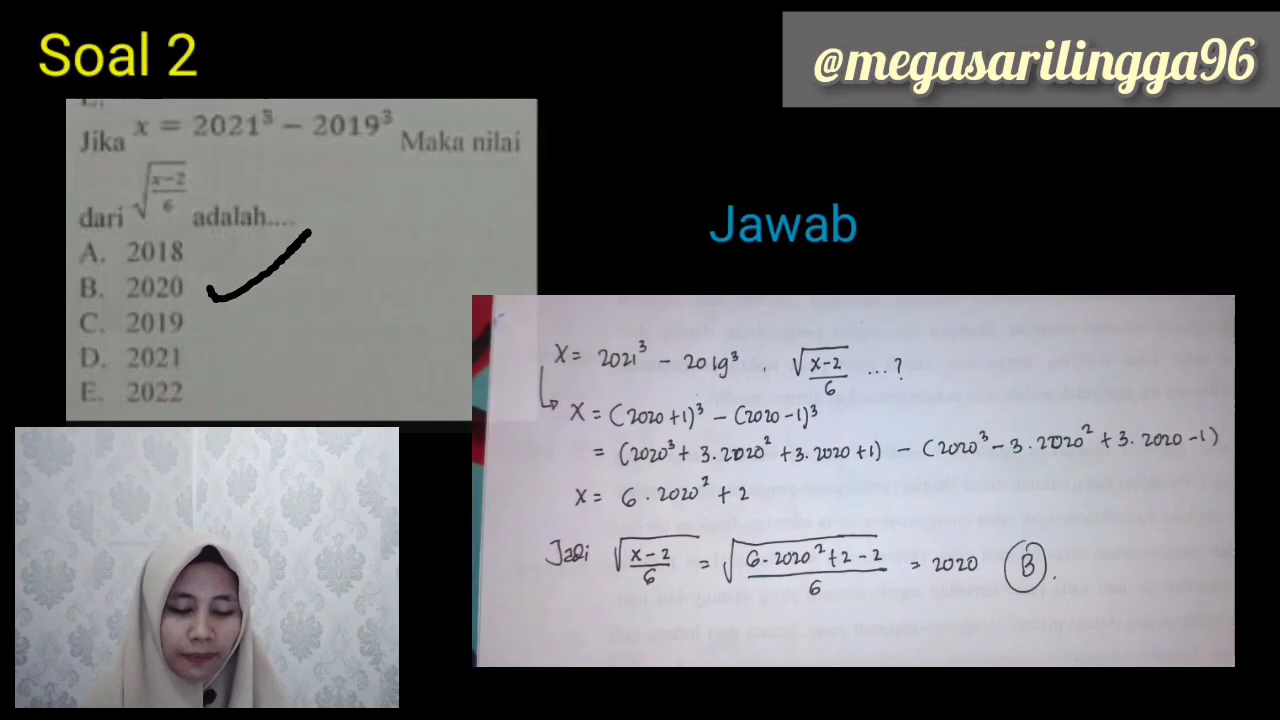 Soal 2
@megasarilingga96
Jika x = 2021³ − 2019³ Maka nilai
dari √((x−2)/6) adalah....
A. 2018
B. 2020
C. 2019
D. 2021
E. 2022
Jawab
x = 2021³ − 2019³ . √((x−2)/6) ...?
x = (2020+1)³ − (2020−1)³
= (2020³ + 3.2020² + 3.2020 + 1) − (2020³ − 3.2020² + 3.2020 − 1)
x = 6 . 2020² + 2
Jadi √((x−2)/6) = √((6.2020² + 2 − 2)/6) = 2020 (B).